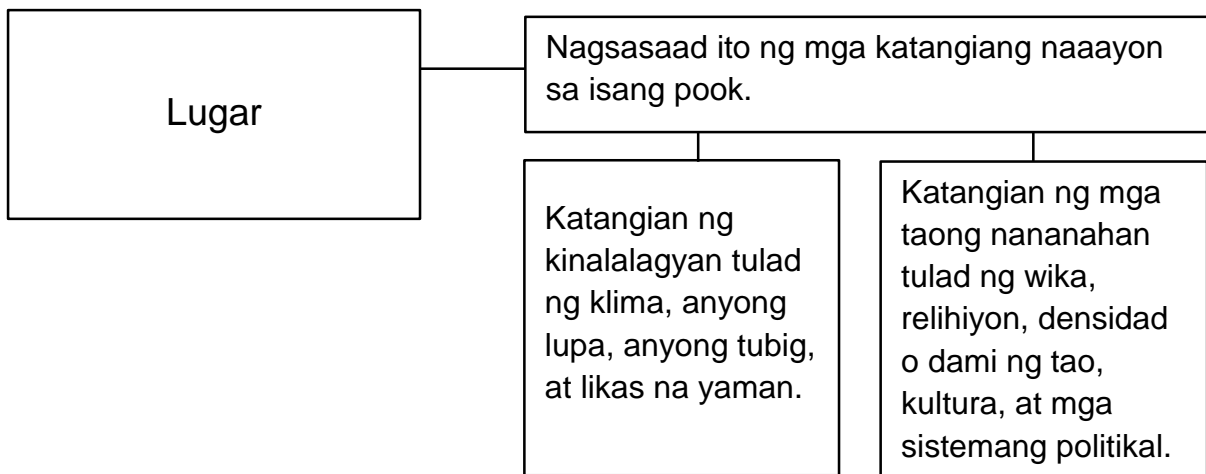 Lugar
Nagsasaad ito ng mga katangiang naaayon
sa isang pook.
Katangian ng
kinalalagyan tulad
ng klima, anyong
lupa, anyong tubig,
at likas na yaman.
Katangian ng mga
taong nananahan
tulad ng wika,
relihiyon, densidad
o dami ng tao,
kultura, at mga
sistemang politikal.